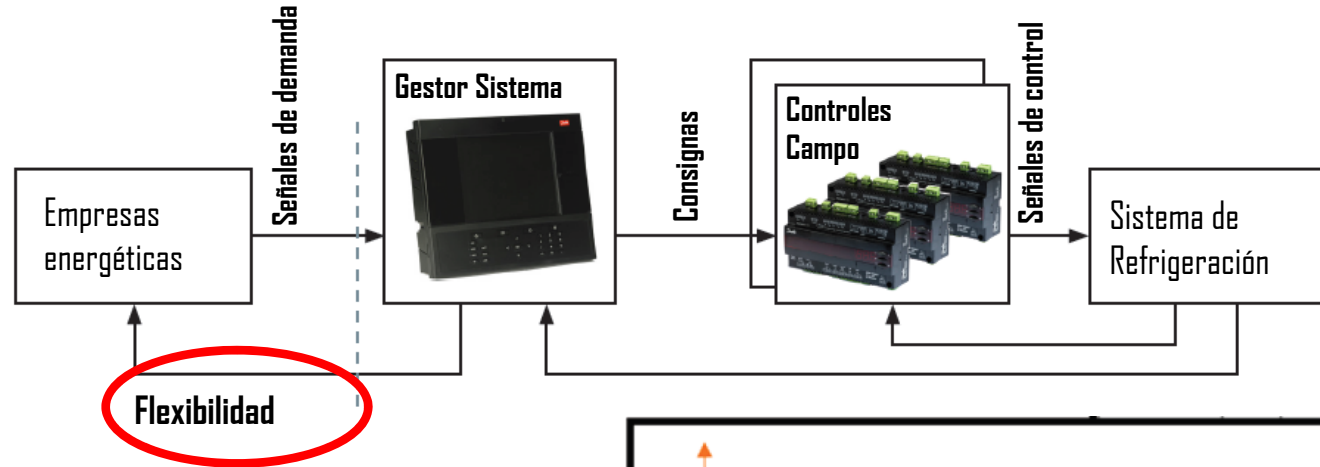 Señales de demanda
Gestor Sistema
Consignas
Controles
Campo
Señales de control
Empresas
energéticas
Sistema de
Refrigeración
Flexibilidad